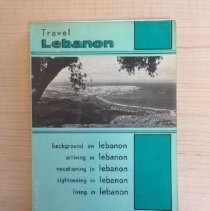 Travel
Lebanon
background on lebanon
arriving in lebanon
vacationing in lebanon
sightseeing in lebanon
living in lebanon